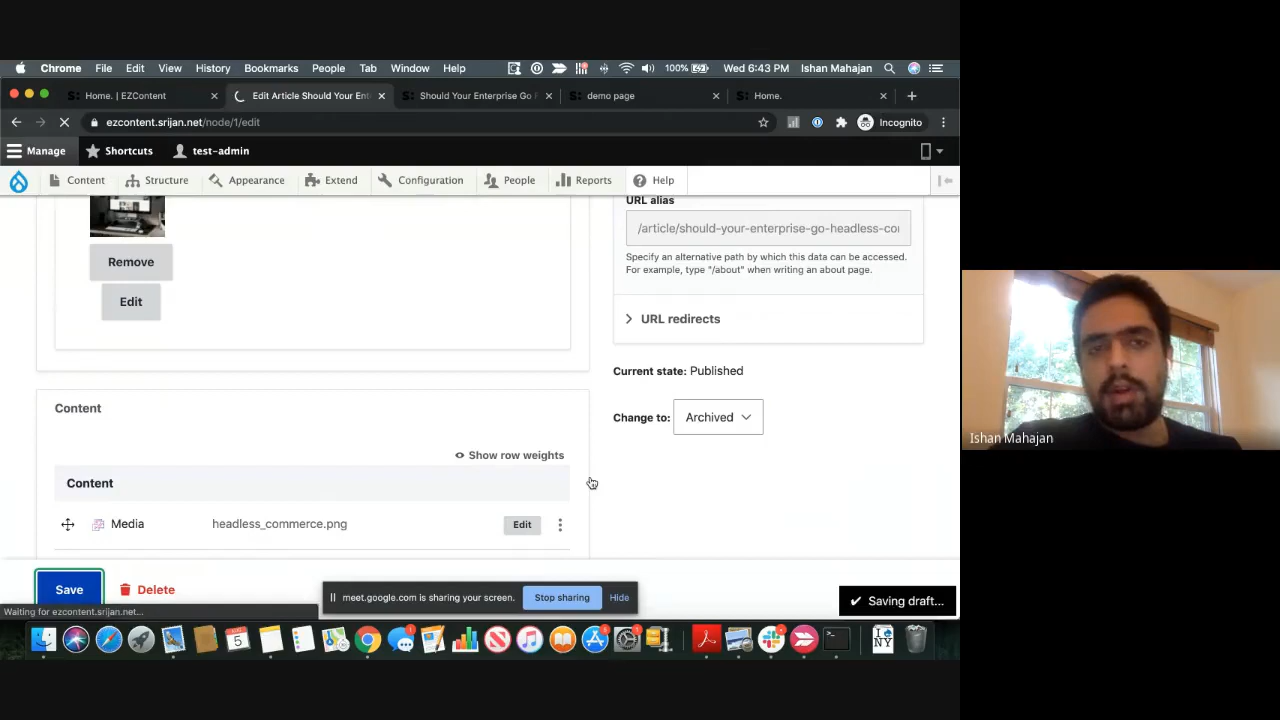 Chrome File Edit View History Bookmarks People Tab Window Help 100% Wed 6:43 PM Ishan Mahajan
Home. | EZContent Edit Article Should Your Ent Should Your Enterprise Go demo page Home.
ezcontent.srijan.net/node/1/edit Incognito
Manage Shortcuts test-admin
Content Structure Appearance Extend Configuration People Reports Help
URL alias
/article/should-your-enterprise-go-headless-co
Specify an alternative path by which this data can be accessed.
For example, type "/about" when writing an about page.
Remove
Edit
URL redirects
Current state: Published
Change to: Archived
Content
Show row weights
Content
Media headless_commerce.png Edit
Save Delete
meet.google.com is sharing your screen. Stop sharing Hide
Saving draft...
Waiting for ezcontent.srijan.net...
Ishan Mahajan